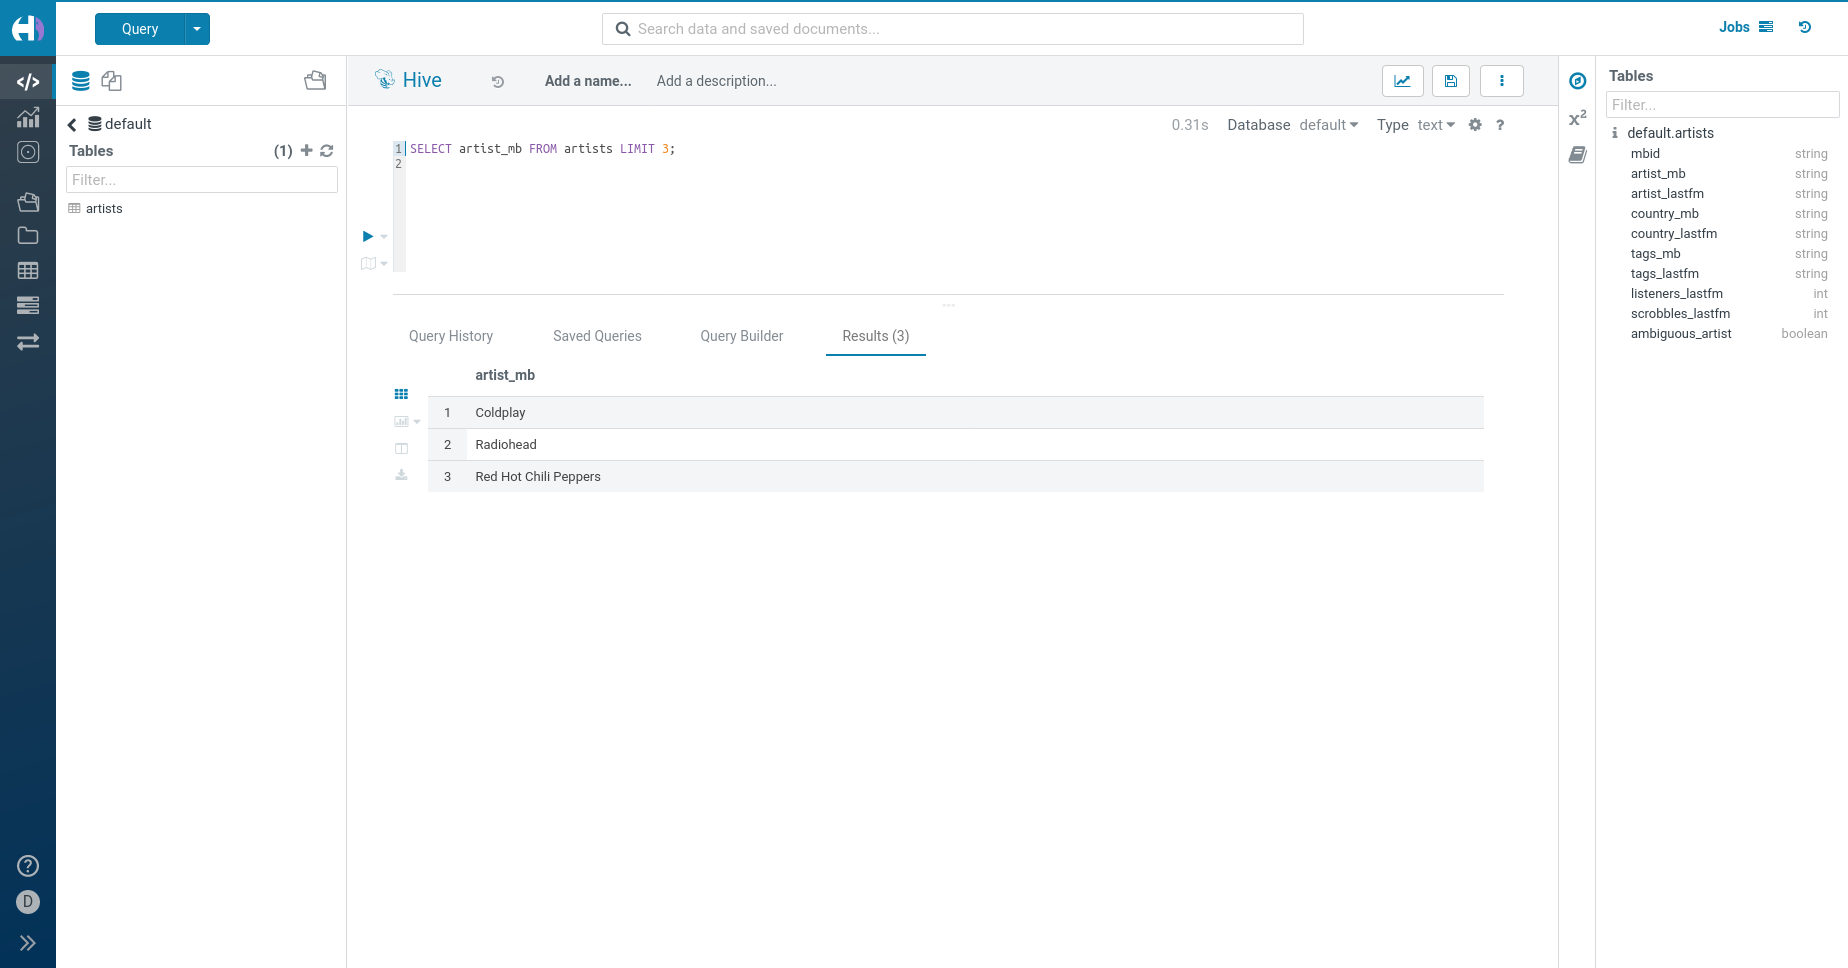 Query
Search data and saved documents...
Jobs
default
Tables (1)
Filter...
artists
Hive Add a name... Add a description...
0.31s Database default Type text ?
1 SELECT artist_mb FROM artists LIMIT 3;
2
Query History Saved Queries Query Builder Results (3)
artist_mb
1 Coldplay
2 Radiohead
3 Red Hot Chili Peppers
x²
Tables
Filter...
i default.artists
mbid string
artist_mb string
artist_lastfm string
country_mb string
country_lastfm string
tags_mb string
tags_lastfm string
listeners_lastfm int
scrobbles_lastfm int
ambiguous_artist boolean
?
D